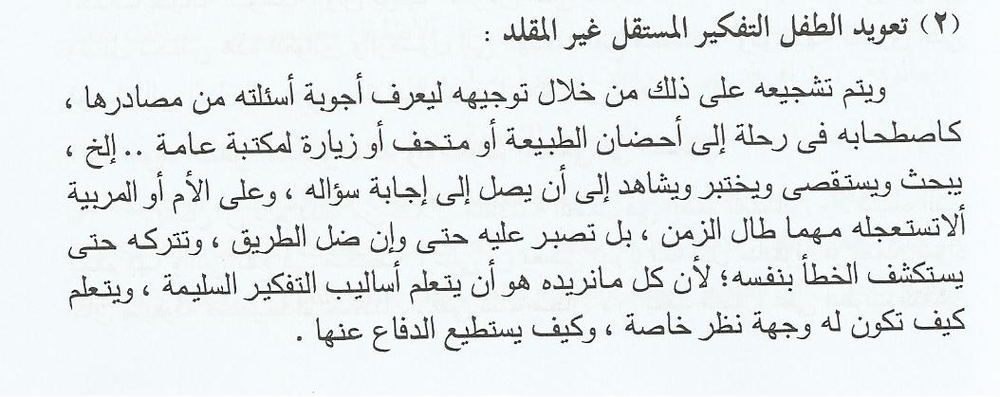 (٢) تعويد الطفل التفكير المستقل غير المقلد :
ويتم تشجيعه على ذلك من خلال توجيهه ليعرف أجوبة أسئلته من مصادرها ،
كاصطحابه فى رحلة إلى أحضان الطبيعة أو متحف أو زيارة لمكتبة عامة .. إلخ ،
يبحث ويستقصى ويختبر ويشاهد إلى أن يصل إلى إجابة سؤاله ، وعلى الأم أو المربية
ألاتستعجله مهما طال الزمن ، بل تصبر عليه حتى وإن ضل الطريق ، وتتركه حتى
يستكشف الخطأ بنفسه؛ لأن كل مانريده هو أن يتعلم أساليب التفكير السليمة ، ويتعلم
كيف تكون له وجهة نظر خاصة ، وكيف يستطيع الدفاع عنها .